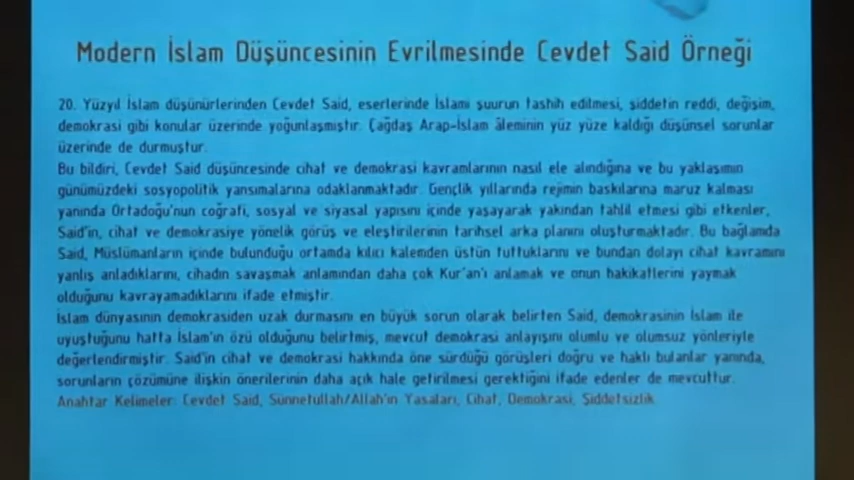 Modern İslam Düşüncesinin Evrilmesinde Cevdet Said Örneği
20. Yüzyıl İslam düşünürlerinden Cevdet Said, eserlerinde İslami şuurun tashih edilmesi, şiddetin reddi, değişim,
demokrasi gibi konular üzerinde yoğunlaşmıştır. Çağdaş Arap-İslam âleminin yüz yüze kaldığı düşünsel sorunlar
üzerinde de durmuştur.
Bu bildiri, Cevdet Said düşüncesinde cihat ve demokrasi kavramlarının nasıl ele alındığına ve bu yaklaşımın
günümüzdeki sosyopolitik yansımalarına odaklanmaktadır. Gençlik yıllarında rejimin baskılarına maruz kalması
yanında Ortadoğu'nun coğrafi, sosyal ve siyasal yapısını içinde yaşayarak yakından tahlil etmesi gibi etkenler,
Said'in, cihat ve demokrasiye yönelik görüş ve eleştirilerinin tarihsel arka planını oluşturmaktadır. Bu bağlamda
Said, Müslümanların içinde bulunduğu ortamda kılıcı kalemden üstün tuttuklarını ve bundan dolayı cihat kavramını
yanlış anladıklarını, cihadın savaşmak anlamından daha çok Kur'an'ı anlamak ve onun hakikatlerini yaymak
olduğunu kavrayamadıklarını ifade etmiştir.
İslam dünyasının demokrasiden uzak durmasını en büyük sorun olarak belirten Said, demokrasinin İslam ile
uyuştuğunu hatta İslam'ın özü olduğunu belirtmiş, mevcut demokrasi anlayışını olumlu ve olumsuz yönleriyle
değerlendirmiştir. Said'in cihat ve demokrasi hakkında öne sürdüğü görüşleri doğru ve haklı bulanlar yanında,
sorunların çözümüne ilişkin önerilerinin daha açık hale getirilmesi gerektiğini ifade edenler de mevcuttur.
Anahtar Kelimeler: Cevdet Said, Sünnetullah/Allah'ın Yasaları, Cihat, Demokrasi, Şiddetsizlik